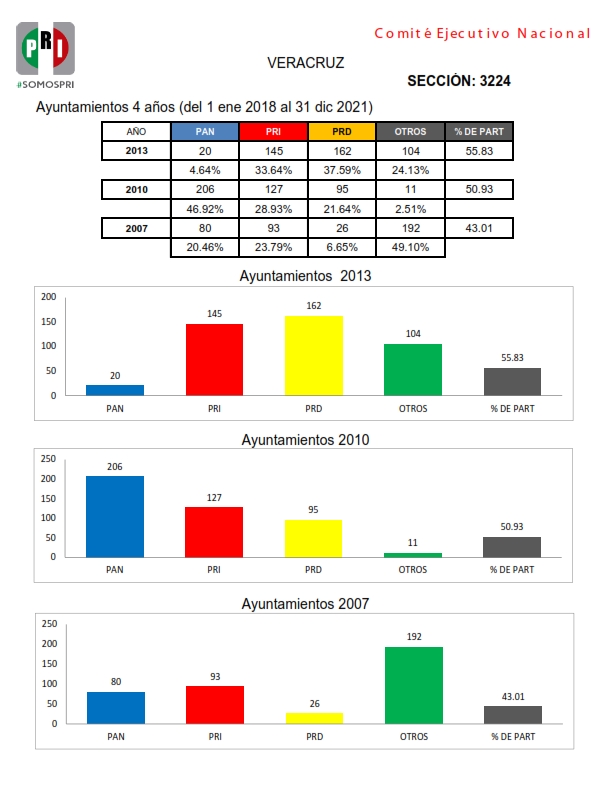 Comité Ejecutivo Nacional
PRI
#SOMOSPRI
VERACRUZ
SECCIÓN: 3224
Ayuntamientos 4 años (del 1 ene 2018 al 31 dic 2021)
AÑO PAN PRI PRD OTROS % DE PART
2013 20 145 162 104 55.83
4.64% 33.64% 37.59% 24.13%
2010 206 127 95 11 50.93
46.92% 28.93% 21.64% 2.51%
2007 80 93 26 192 43.01
20.46% 23.79% 6.65% 49.10%
Ayuntamientos 2013
200
150
100
50
0
20
145
162
104
55.83
PAN PRI PRD OTROS % DE PART
Ayuntamientos 2010
250
200
150
100
50
0
206
127
95
11
50.93
PAN PRI PRD OTROS % DE PART
Ayuntamientos 2007
250
200
150
100
50
0
80
93
26
192
43.01
PAN PRI PRD OTROS % DE PART